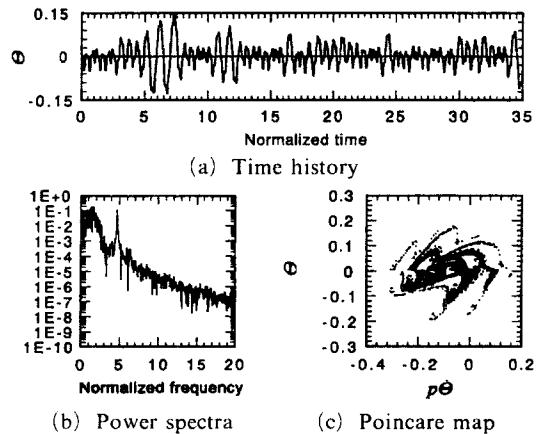 0.15
Θ
0
-0.15
0 5 10 15 20 25 30 35
Normalized time
(a) Time history
1E+0
1E-1
1E-2
1E-3
1E-4
1E-5
1E-6
1E-7
1E-8
1E-9
1E-10
0 5 10 15 20
Normalized frequency
(b) Power spectra
0.3
0.2
0.1
Θ
0
-0.1
-0.2
-0.3
-0.4 -0.2 0 0.2
pΘ̇
(c) Poincare map